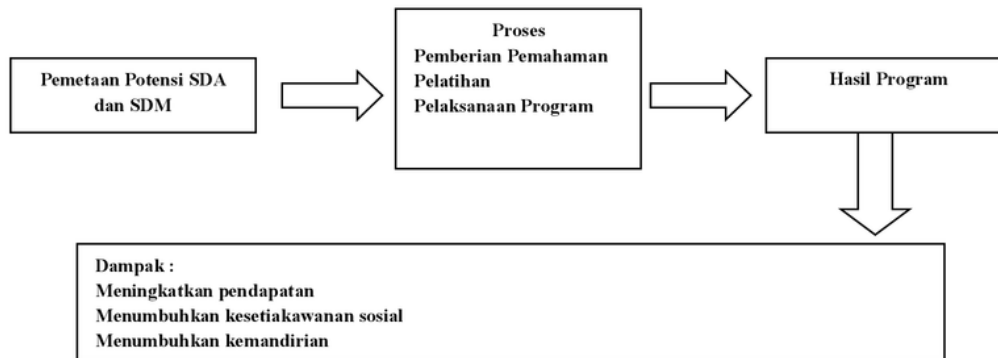 Pemetaan Potensi SDA
dan SDM
Proses
Pemberian Pemahaman
Pelatihan
Pelaksanaan Program
Hasil Program
Dampak :
Meningkatkan pendapatan
Menumbuhkan kesetiakawanan sosial
Menumbuhkan kemandirian